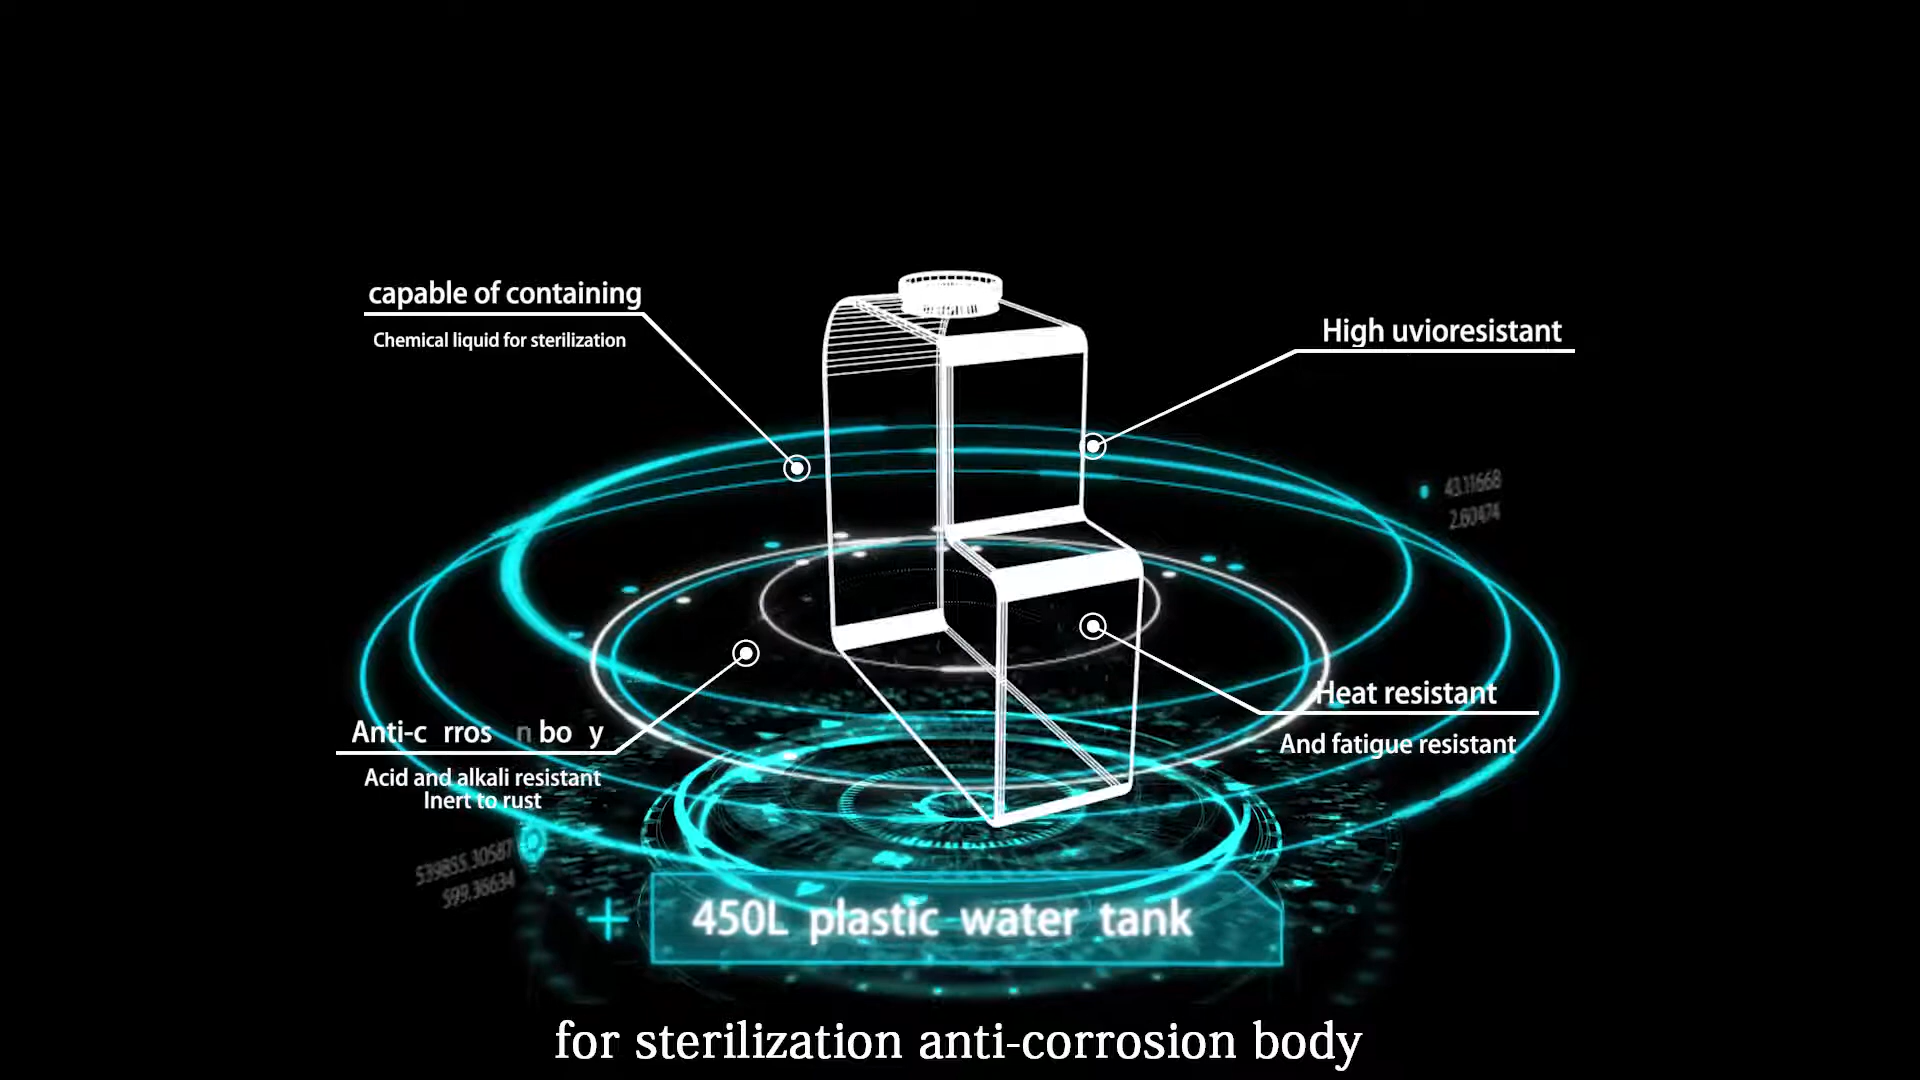 capable of containing
Chemical liquid for sterilization
High uvioresistant
43.11668
2.60474
Heat resistant
And fatigue resistant
Anti-c rros n bo y
Acid and alkali resistant
Inert to rust
539855.30587
599.36634
450L plastic water tank
for sterilization anti-corrosion body